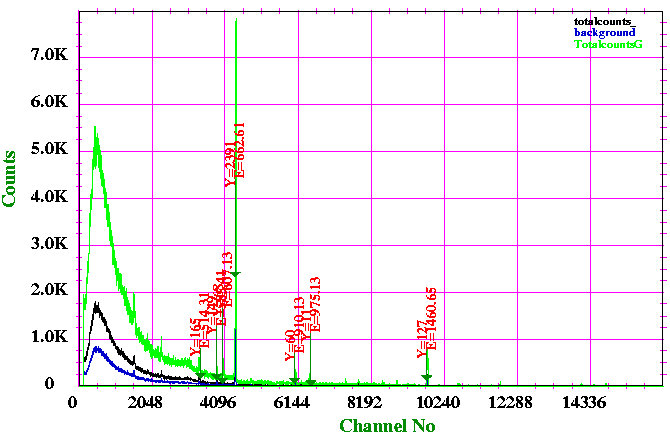 totalcounts_
background
TotalcountsG
7.0K
6.0K
5.0K
4.0K
3.0K
2.0K
1.0K
0
Counts
Y=2391
E=662.61
Y=165
E=514.31
E=607.13
Y=60
E=910.13
E=975.13
Y=127
E=1460.65
0
2048
4096
6144
8192
10240
12288
14336
Channel No